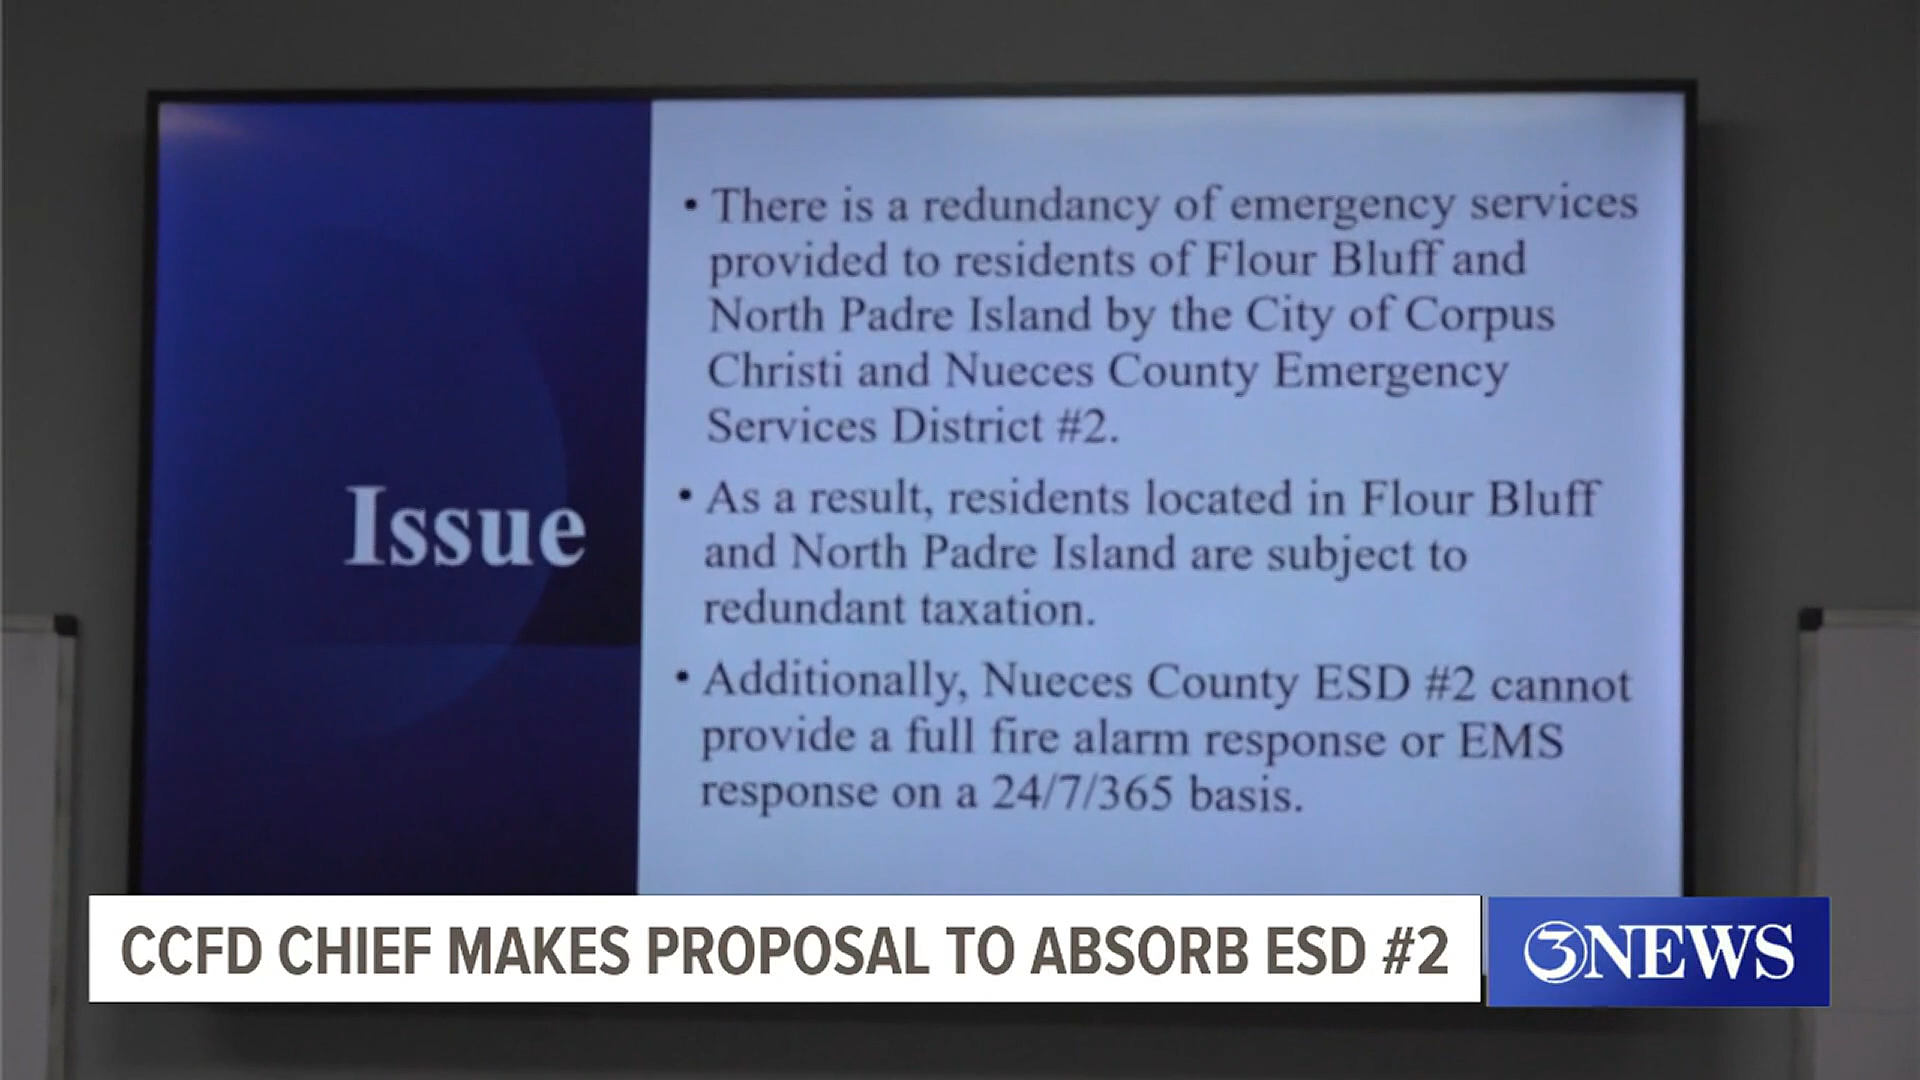 • There is a redundancy of emergency services
provided to residents of Flour Bluff and
North Padre Island by the City of Corpus
Christi and Nueces County Emergency
Services District #2.
Issue
• As a result, residents located in Flour Bluff
and North Padre Island are subject to
redundant taxation.
• Additionally, Nueces County ESD #2 cannot
provide a full fire alarm response or EMS
response on a 24/7/365 basis.
CCFD CHIEF MAKES PROPOSAL TO ABSORB ESD #2
3NEWS